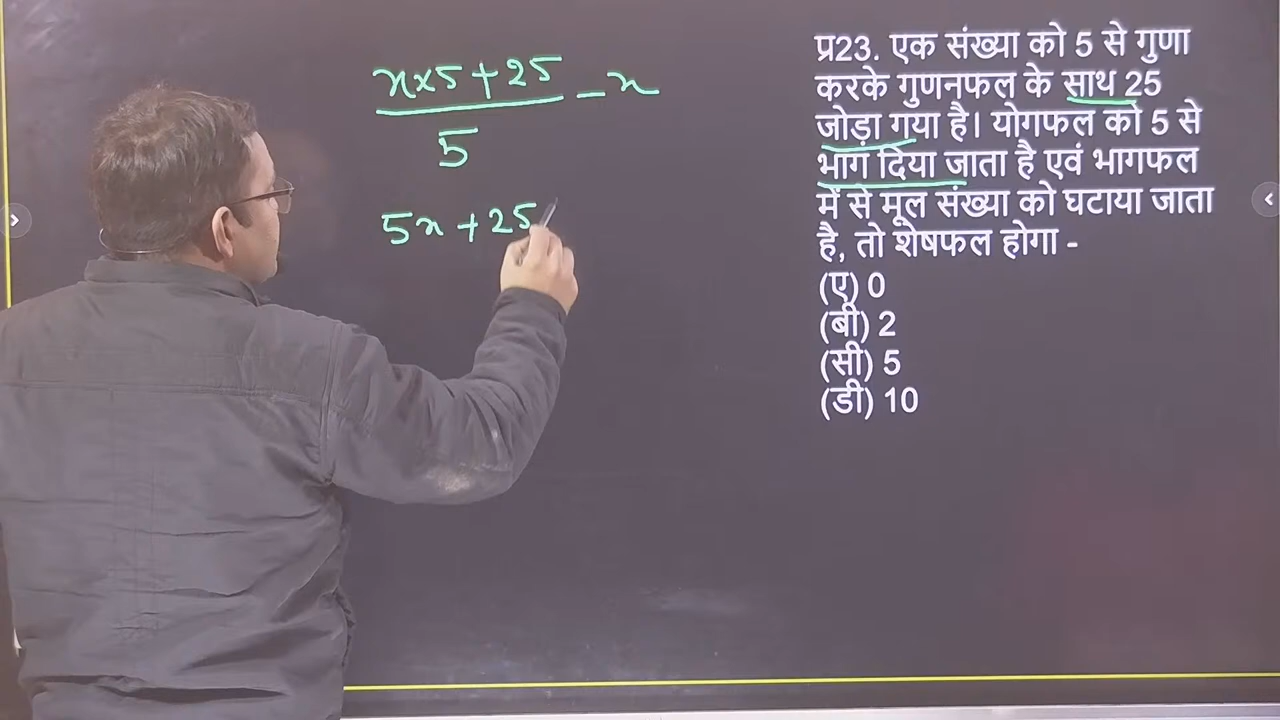 x×5+25 -x
5
5x+25
प्र23. एक संख्या को 5 से गुणा
करके गुणनफल के साथ 25
जोड़ा गया है। योगफल को 5 से
भाग दिया जाता है एवं भागफल
में से मूल संख्या को घटाया जाता
है, तो शेषफल होगा -
(ए) 0
(बी) 2
(सी) 5
(डी) 10